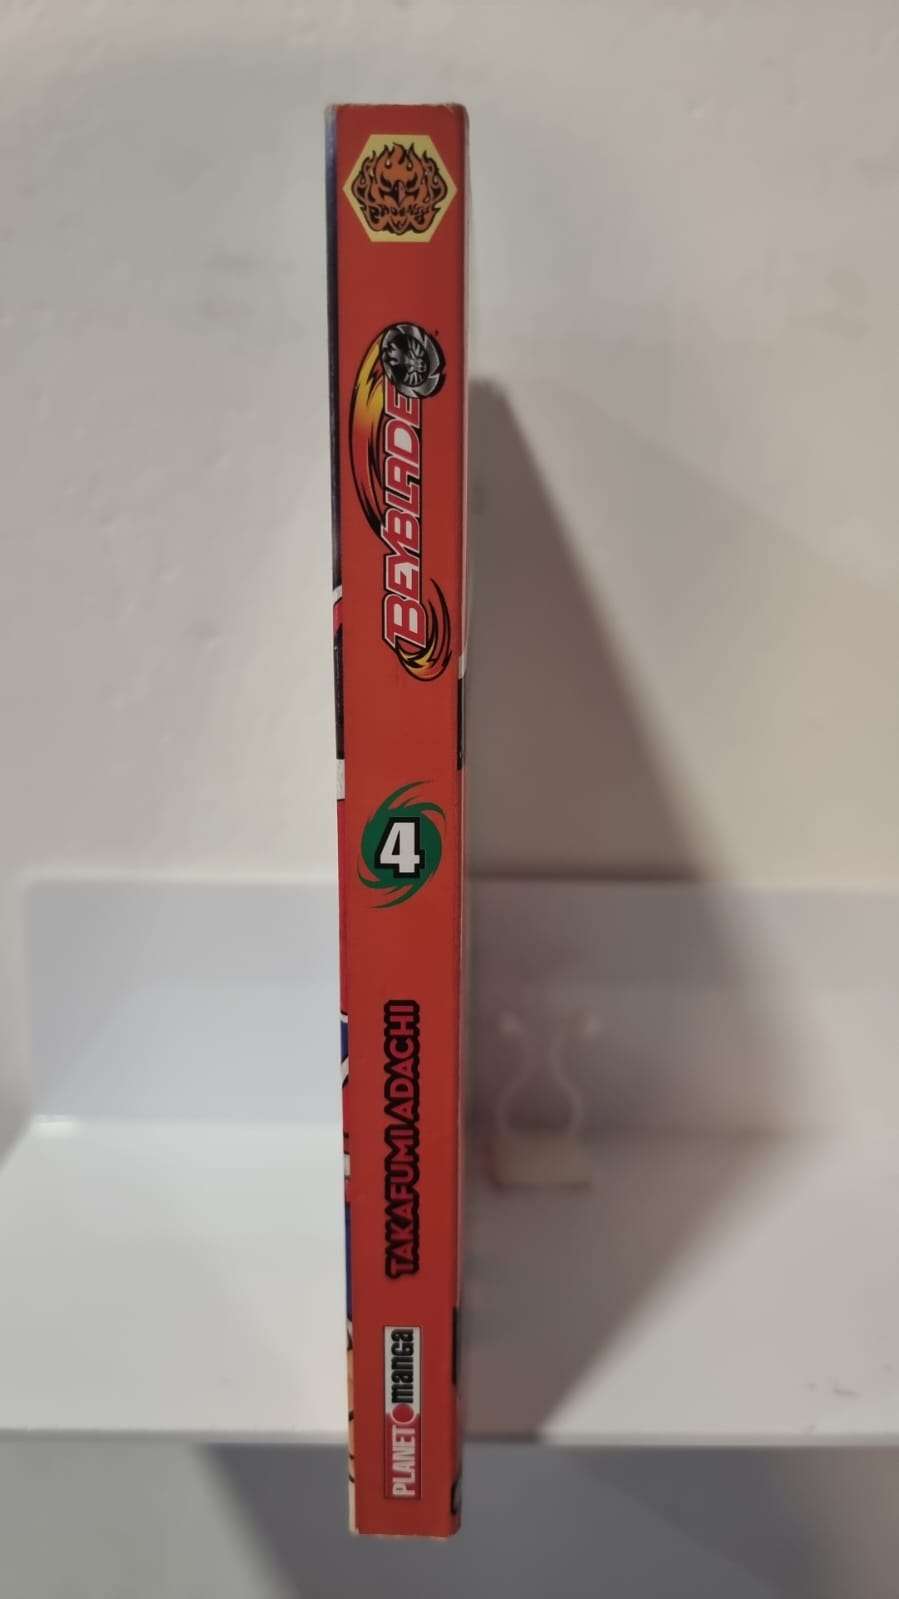 BEYBLADE
4
TAKAFUMI ADACHI
PLANET manga